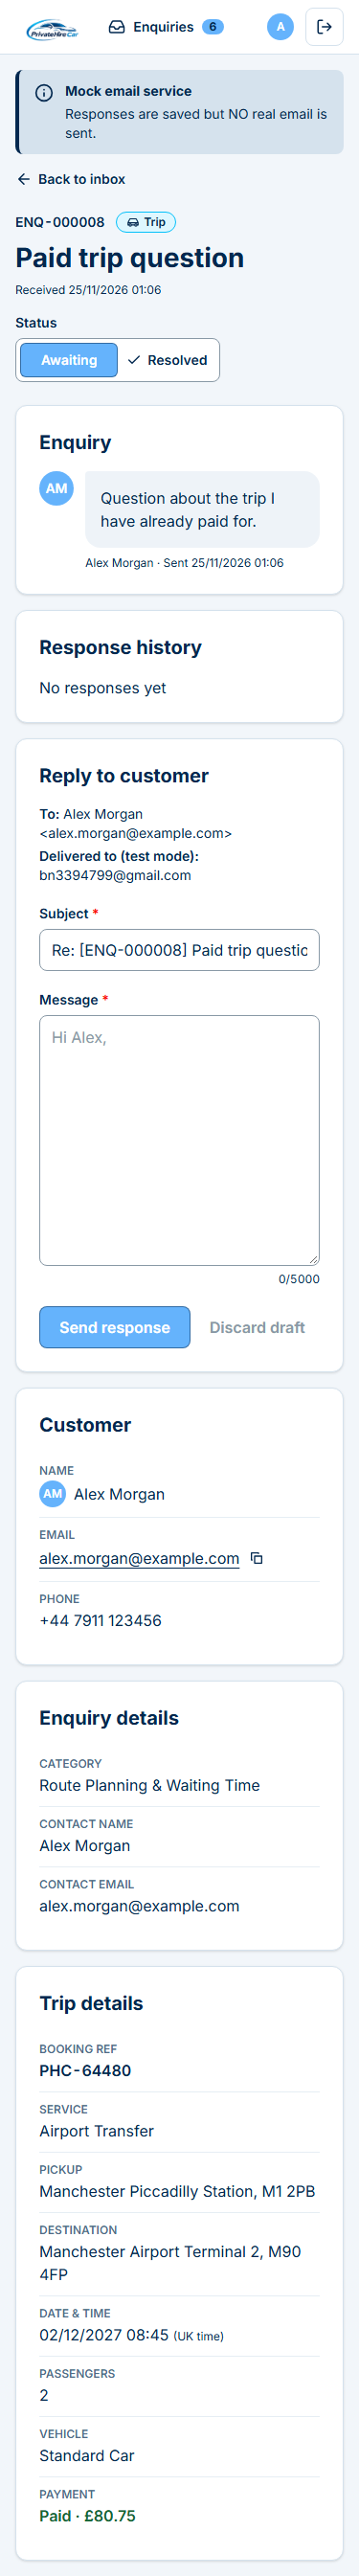 PrivateHireCar
Enquiries 6
A
Mock email service
Responses are saved but NO real email is
sent.
Back to inbox
ENQ-000008 Trip
Paid trip question
Received 25/11/2026 01:06
Status
Awaiting Resolved
Enquiry
AM
Question about the trip I
have already paid for.
Alex Morgan · Sent 25/11/2026 01:06
Response history
No responses yet
Reply to customer
To: Alex Morgan
<alex.morgan@example.com>
Delivered to (test mode):
bn3394799@gmail.com
Subject *
Re: [ENQ-000008] Paid trip questic
Message *
Hi Alex,
0/5000
Send response Discard draft
Customer
NAME
AM Alex Morgan
EMAIL
alex.morgan@example.com
PHONE
+44 7911 123456
Enquiry details
CATEGORY
Route Planning & Waiting Time
CONTACT NAME
Alex Morgan
CONTACT EMAIL
alex.morgan@example.com
Trip details
BOOKING REF
PHC-64480
SERVICE
Airport Transfer
PICKUP
Manchester Piccadilly Station, M1 2PB
DESTINATION
Manchester Airport Terminal 2, M90
4FP
DATE & TIME
02/12/2027 08:45 (UK time)
PASSENGERS
2
VEHICLE
Standard Car
PAYMENT
Paid · £80.75